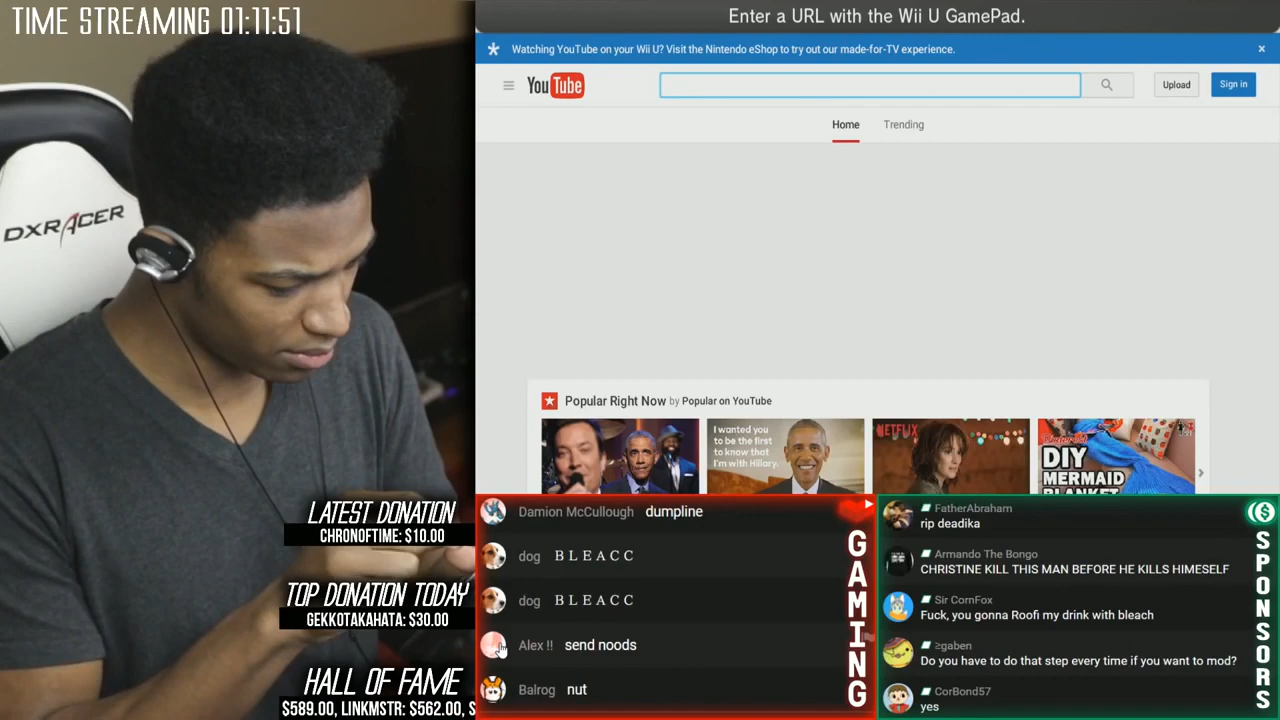 TIME STREAMING 01:11:51
DXRACER
LATEST DONATION
CHRONOFTIME: $10.00
TOP DONATION TODAY
GEKKOTAKAHATA: $30.00
HALL OF FAME
$589.00, LINKMSTR: $562.00, $
Enter a URL with the Wii U GamePad.
Watching YouTube on your Wii U? Visit the Nintendo eShop to try out our made-for-TV experience.
×
YouTube
Upload
Sign in
Home
Trending
Popular Right Now by Popular on YouTube
I wanted you
to be the first
to know that
I'm with Hillary.
NETFLIX
Pinterest
DIY
MERMAID
BLANKET
Damion McCullough dumpline
dog B L E A C C
dog B L E A C C
Alex !! send noods
Balrog nut
GAMING
FatherAbraham
rip deadika
Armando The Bongo
CHRISTINE KILL THIS MAN BEFORE HE KILLS HIMESELF
Sir CornFox
Fuck, you gonna Roofi my drink with bleach
≥gaben
Do you have to do that step every time if you want to mod?
CorBond57
yes
SPONSORS